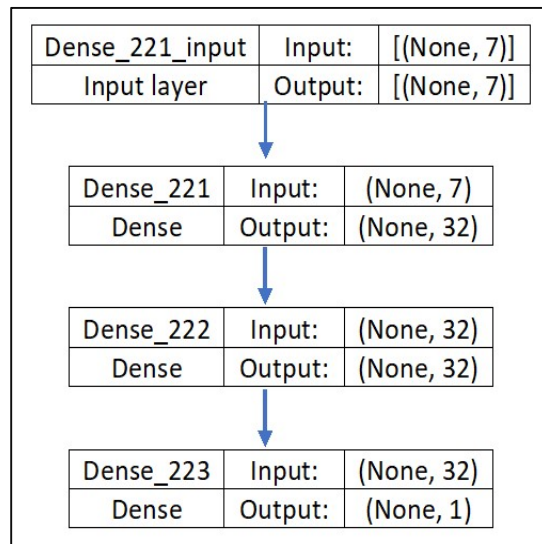 Dense_221_input Input: [(None, 7)]
Input layer Output: [(None, 7)]
Dense_221 Input: (None, 7)
Dense Output: (None, 32)
Dense_222 Input: (None, 32)
Dense Output: (None, 32)
Dense_223 Input: (None, 32)
Dense Output: (None, 1)